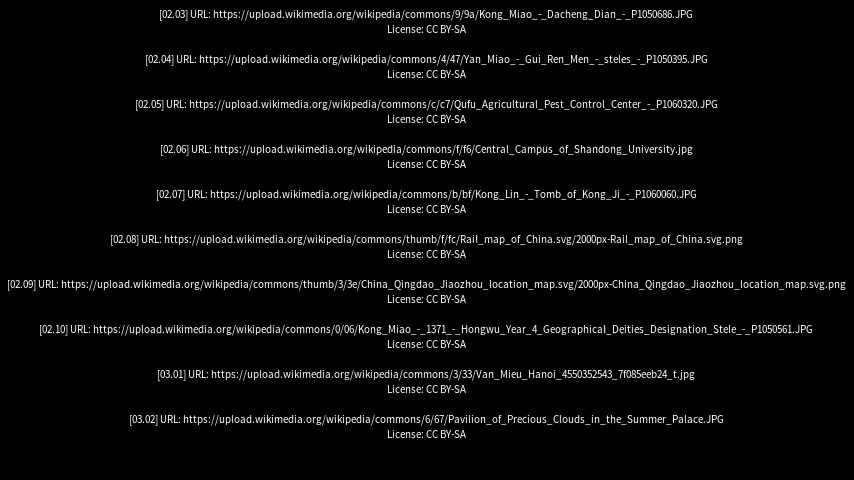 [02.03] URL: https://upload.wikimedia.org/wikipedia/commons/9/9a/Kong_Miao_-_Dacheng_Dian_-_P1050686.JPG
License: CC BY-SA
[02.04] URL: https://upload.wikimedia.org/wikipedia/commons/4/47/Yan_Miao_-_Gui_Ren_Men_-_steles_-_P1050395.JPG
License: CC BY-SA
[02.05] URL: https://upload.wikimedia.org/wikipedia/commons/c/c7/Qufu_Agricultural_Pest_Control_Center_-_P1060320.JPG
License: CC BY-SA
[02.06] URL: https://upload.wikimedia.org/wikipedia/commons/f/f6/Central_Campus_of_Shandong_University.jpg
License: CC BY-SA
[02.07] URL: https://upload.wikimedia.org/wikipedia/commons/b/bf/Kong_Lin_-_Tomb_of_Kong_Ji_-_P1060060.JPG
License: CC BY-SA
[02.08] URL: https://upload.wikimedia.org/wikipedia/commons/thumb/f/fc/Rail_map_of_China.svg/2000px-Rail_map_of_China.svg.png
License: CC BY-SA
[02.09] URL: https://upload.wikimedia.org/wikipedia/commons/thumb/3/3e/China_Qingdao_Jiaozhou_location_map.svg/2000px-China_Qingdao_Jiaozhou_location_map.svg.png
License: CC BY-SA
[02.10] URL: https://upload.wikimedia.org/wikipedia/commons/0/06/Kong_Miao_-_1371_-_Hongwu_Year_4_Geographical_Deities_Designation_Stele_-_P1050561.JPG
License: CC BY-SA
[03.01] URL: https://upload.wikimedia.org/wikipedia/commons/3/33/Van_Mieu_Hanoi_4550352543_7f085eeb24_t.jpg
License: CC BY-SA
[03.02] URL: https://upload.wikimedia.org/wikipedia/commons/6/67/Pavilion_of_Precious_Clouds_in_the_Summer_Palace.JPG
License: CC BY-SA